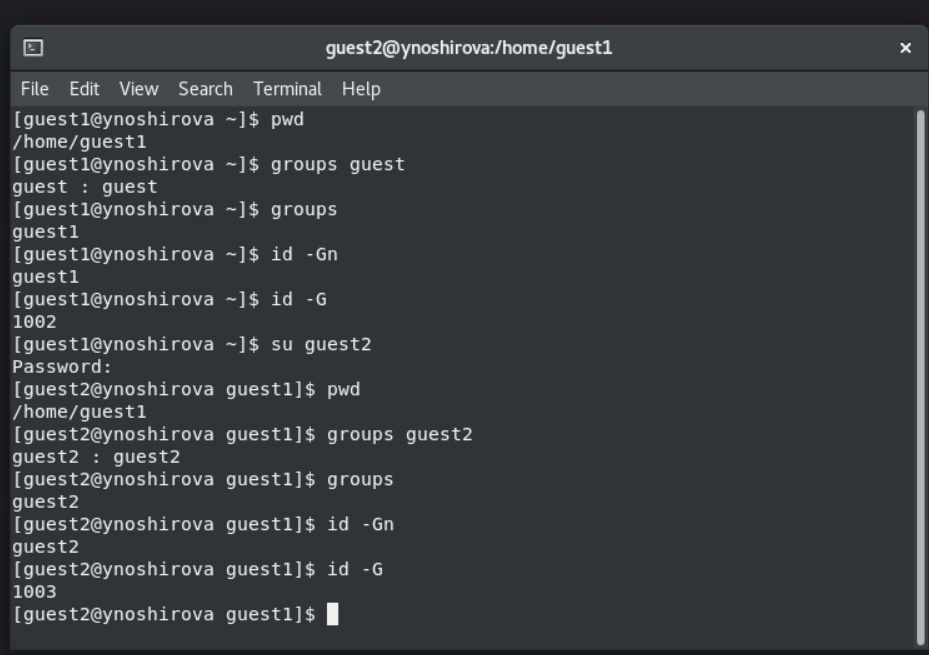 guest2@ynoshirova:/home/guest1
File Edit View Search Terminal Help
[guest1@ynoshirova ~]$ pwd
/home/guest1
[guest1@ynoshirova ~]$ groups guest
guest : guest
[guest1@ynoshirova ~]$ groups
guest1
[guest1@ynoshirova ~]$ id -Gn
guest1
[guest1@ynoshirova ~]$ id -G
1002
[guest1@ynoshirova ~]$ su guest2
Password:
[guest2@ynoshirova guest1]$ pwd
/home/guest1
[guest2@ynoshirova guest1]$ groups guest2
guest2 : guest2
[guest2@ynoshirova guest1]$ groups
guest2
[guest2@ynoshirova guest1]$ id -Gn
guest2
[guest2@ynoshirova guest1]$ id -G
1003
[guest2@ynoshirova guest1]$